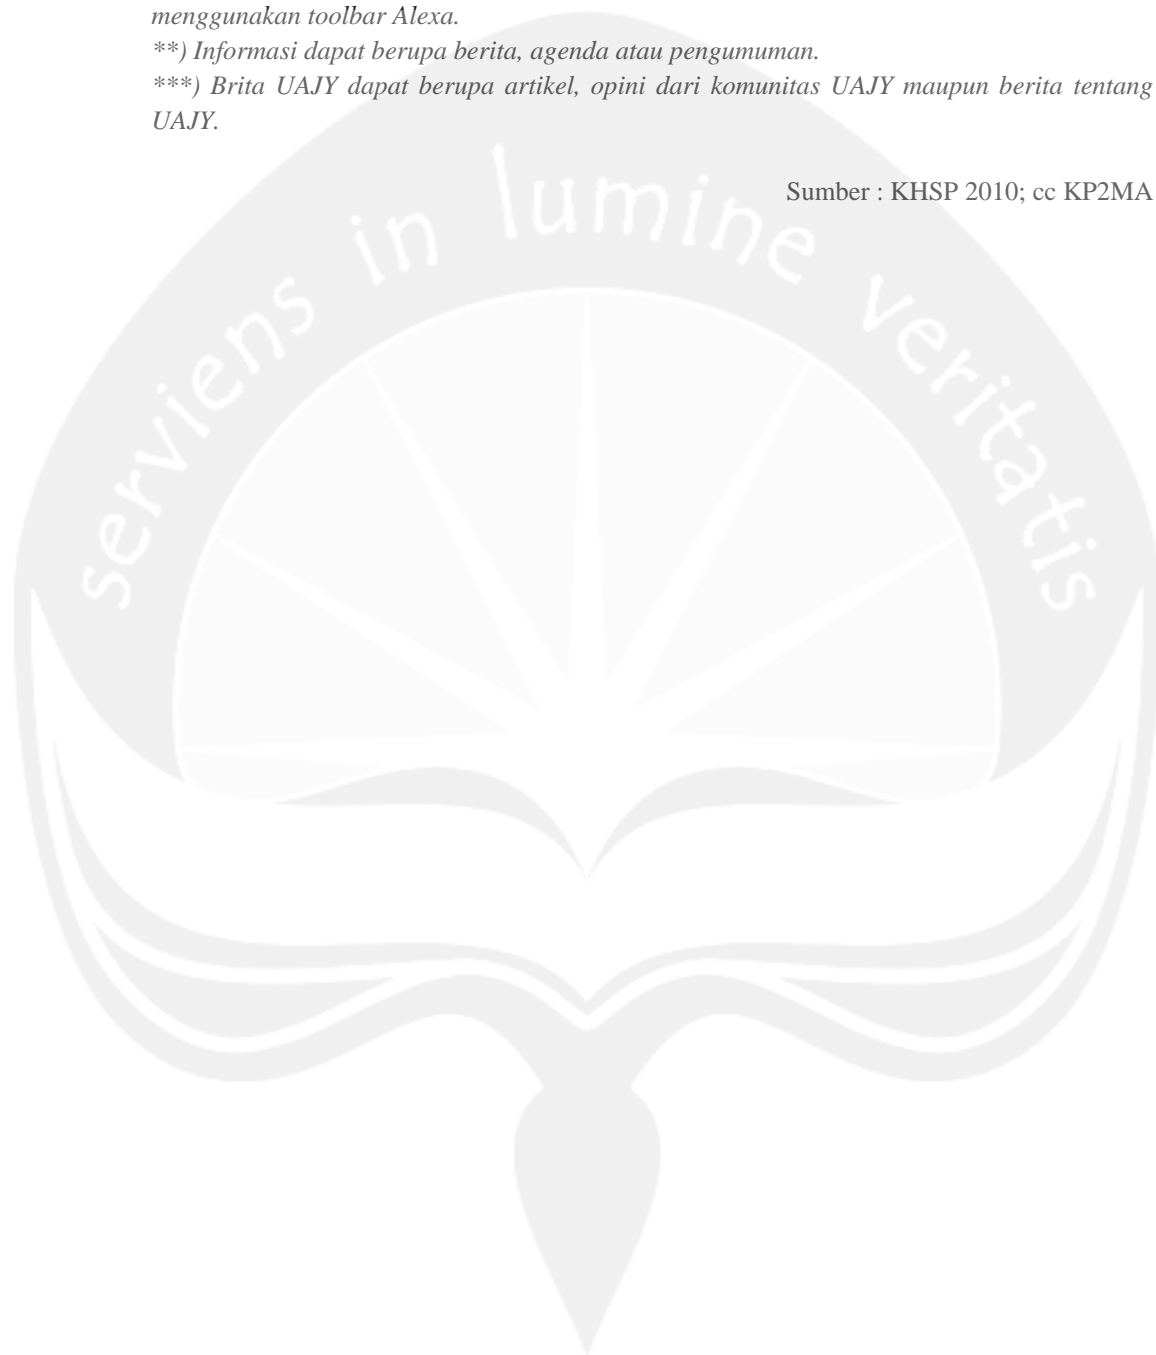 menggunakan toolbar Alexa.
**) Informasi dapat berupa berita, agenda atau pengumuman.
***) Brita UAJY dapat berupa artikel, opini dari komunitas UAJY maupun berita tentang
UAJY.
Sumber : KHSP 2010; cc KP2MA
serviens in lumine veritatis